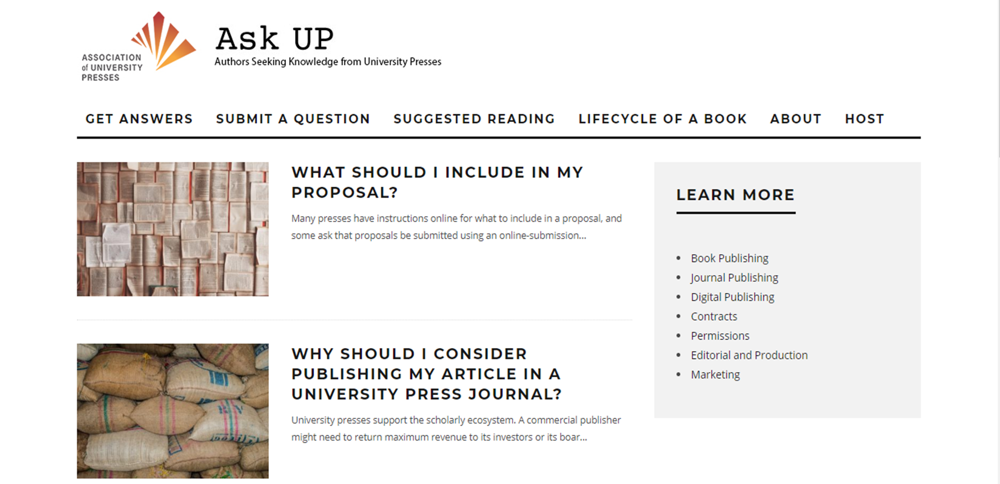 ASSOCIATION
of UNIVERSITY
PRESSES
Ask UP
Authors Seeking Knowledge from University Presses
GET ANSWERS SUBMIT A QUESTION SUGGESTED READING LIFECYCLE OF A BOOK ABOUT HOST
WHAT SHOULD I INCLUDE IN MY
PROPOSAL?
Many presses have instructions online for what to include in a proposal, and
some ask that proposals be submitted using an online-submission...
WHY SHOULD I CONSIDER
PUBLISHING MY ARTICLE IN A
UNIVERSITY PRESS JOURNAL?
University presses support the scholarly ecosystem. A commercial publisher
might need to return maximum revenue to its investors or its boar...
LEARN MORE
Book Publishing
Journal Publishing
Digital Publishing
Contracts
Permissions
Editorial and Production
Marketing